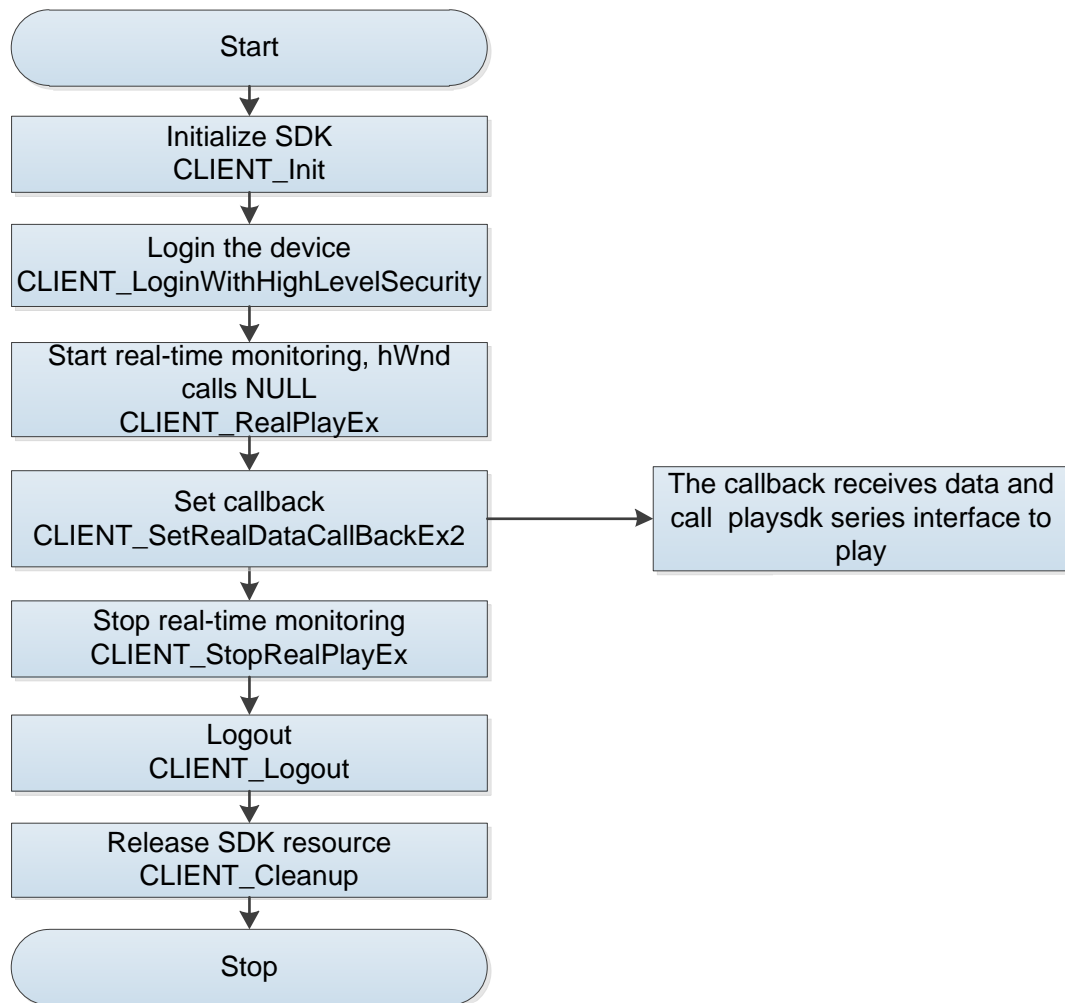 Start
Initialize SDK
CLIENT_Init
Login the device
CLIENT_LoginWithHighLevelSecurity
Start real-time monitoring, hWnd
calls NULL
CLIENT_RealPlayEx
Set callback
CLIENT_SetRealDataCallBackEx2
The callback receives data and
call  playsdk series interface to
play
Stop real-time monitoring
CLIENT_StopRealPlayEx
Logout
CLIENT_Logout
Release SDK resource
CLIENT_Cleanup
Stop